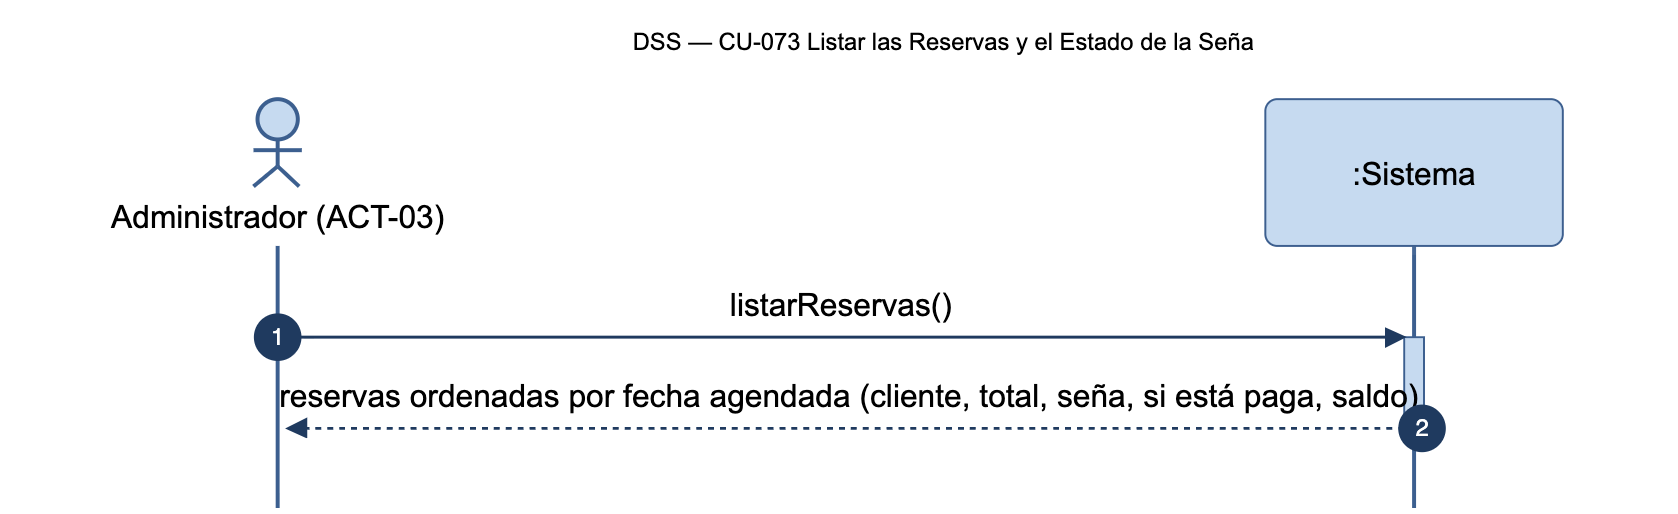 DSS — CU-073 Listar las Reservas y el Estado de la Seña
:Sistema
Administrador (ACT-03)
listarReservas()
1
reservas ordenadas por fecha agendada (cliente, total, seña, si está paga, saldo)
2